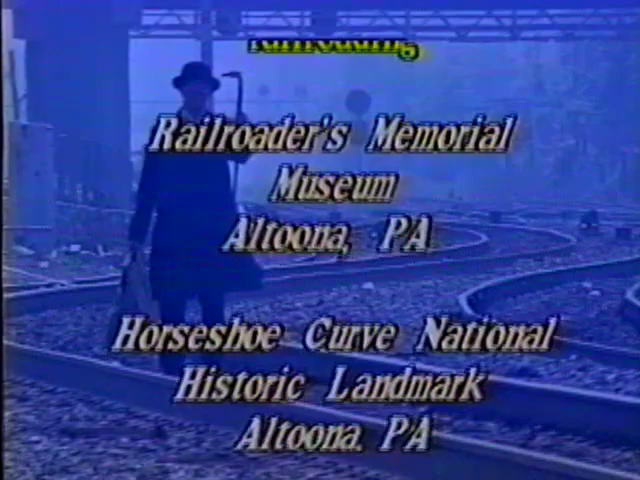 Railroader's Memorial
Museum
Altoona, PA
Horseshoe Curve National
Historic Landmark
Altoona, PA